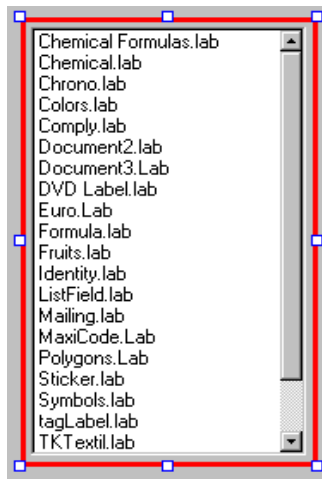 Chemical Formulas.lab
Chemical.lab
Chrono.lab
Colors.lab
Comply.lab
Document2.lab
Document3.Lab
DVD Label.lab
Euro.Lab
Formula.lab
Fruits.lab
Identity.lab
ListField.lab
Mailing.lab
MaxiCode.Lab
Polygons.Lab
Sticker.lab
Symbols.lab
tagLabel.lab
TKTextil.lab